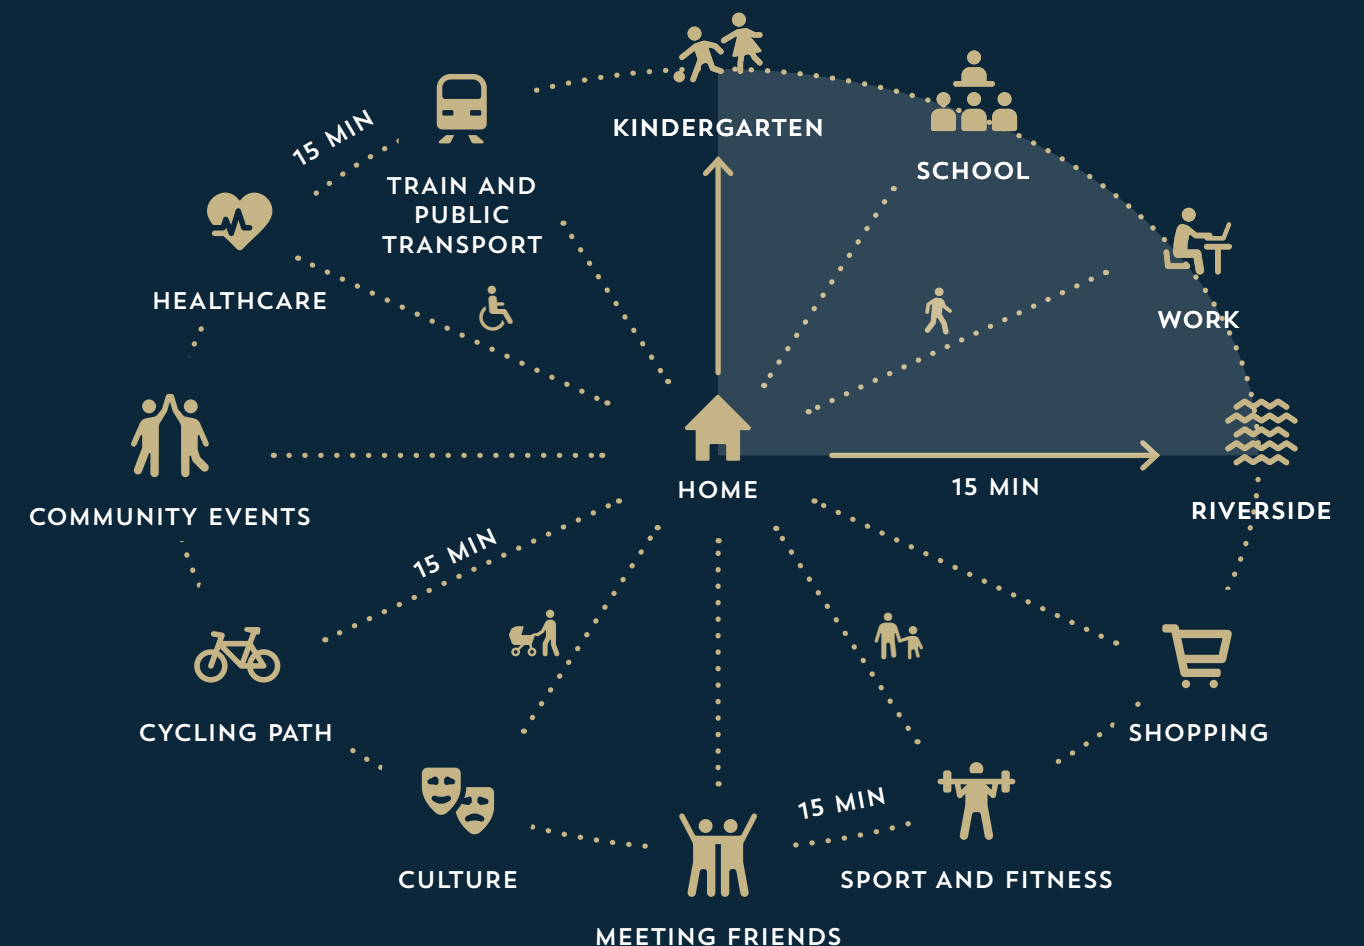 KINDERGARTEN
15 MIN
SCHOOL
TRAIN AND
PUBLIC
TRANSPORT
HEALTHCARE
WORK
HOME
15 MIN
RIVERSIDE
COMMUNITY EVENTS
15 MIN
CYCLING PATH
SHOPPING
15 MIN
CULTURE
SPORT AND FITNESS
MEETING FRIENDS